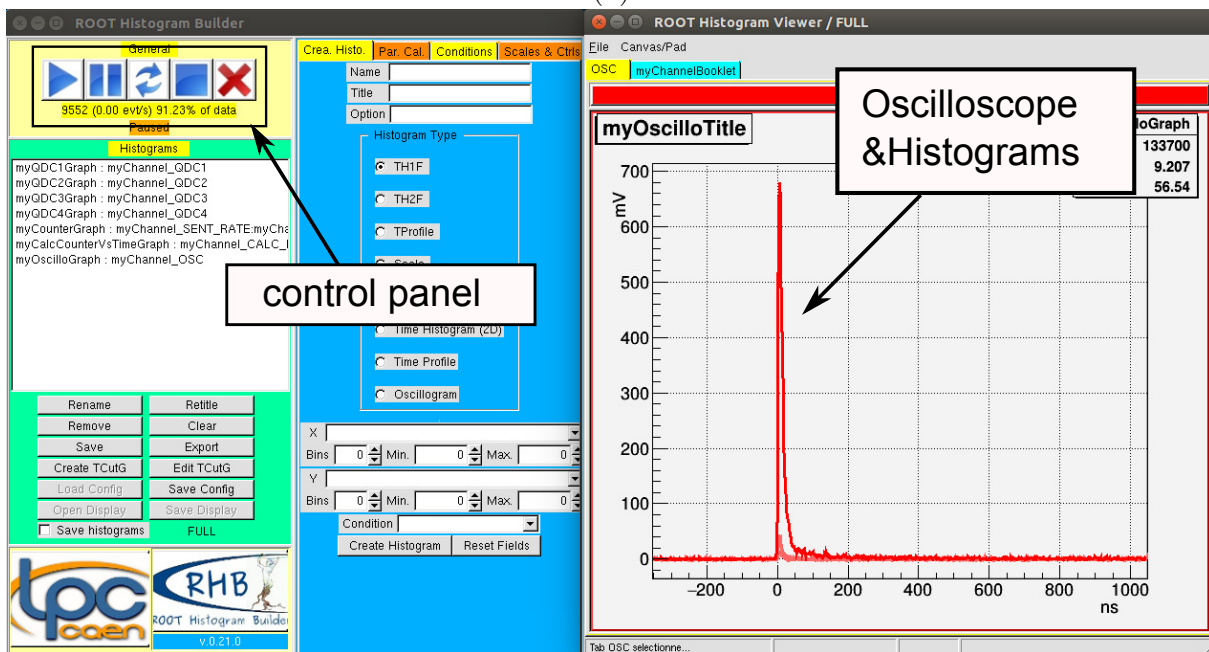 ROOT Histogram Builder
General
9552 (0.00 evt/s) 91.23% of data
Paused
Histograms
myQDC1Graph : myChannel_QDC1
myQDC2Graph : myChannel_QDC2
myQDC3Graph : myChannel_QDC3
myQDC4Graph : myChannel_QDC4
myCounterGraph : myChannel_SENT_RATE:myCha
myCalcCounterVsTimeGraph : myChannel_CALC_
myOscilloGraph : myChannel_OSC
control panel
Rename Retitle
Remove Clear
Save Export
Create TCutG Edit TCutG
Load Config Save Config
Open Display Save Display
Save histograms FULL
lpc caen
RHB
ROOT Histogram Builde
v.0.21.0
Crea. Histo. Par. Cal. Conditions Scales & Ctrls
Name
Title
Option
Histogram Type
TH1F
TH2F
TProfile
Time Histogram (2D)
Time Profile
Oscillogram
X
Bins 0 Min. 0 Max. 0
Y
Bins 0 Min. 0 Max. 0
Condition
Create Histogram Reset Fields
ROOT Histogram Viewer / FULL
File Canvas/Pad
OSC myChannelBooklet
Oscilloscope
&Histograms
myOscilloTitle
loGraph
133700
9.207
56.54
mV
700
600
500
400
300
200
100
0
−200 0 200 400 600 800 1000
ns
Tab OSC selectionne...